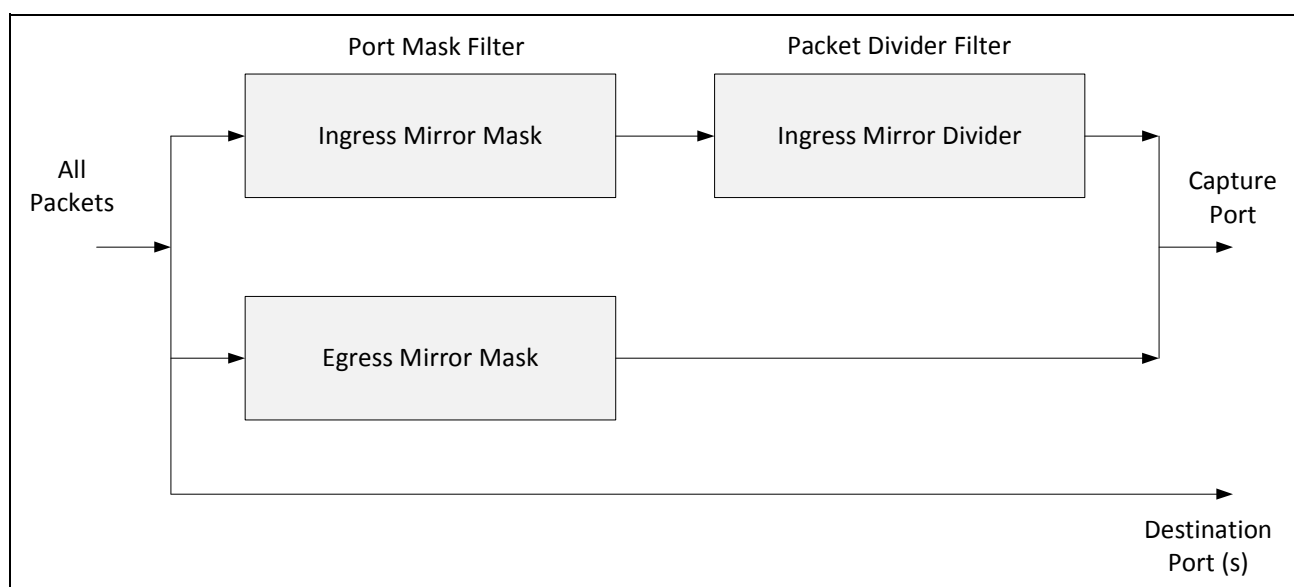 Port Mask Filter
Packet Divider Filter
Ingress Mirror Mask
Ingress Mirror Divider
All
Packets
Capture
Port
Egress Mirror Mask
Destination
Port (s)